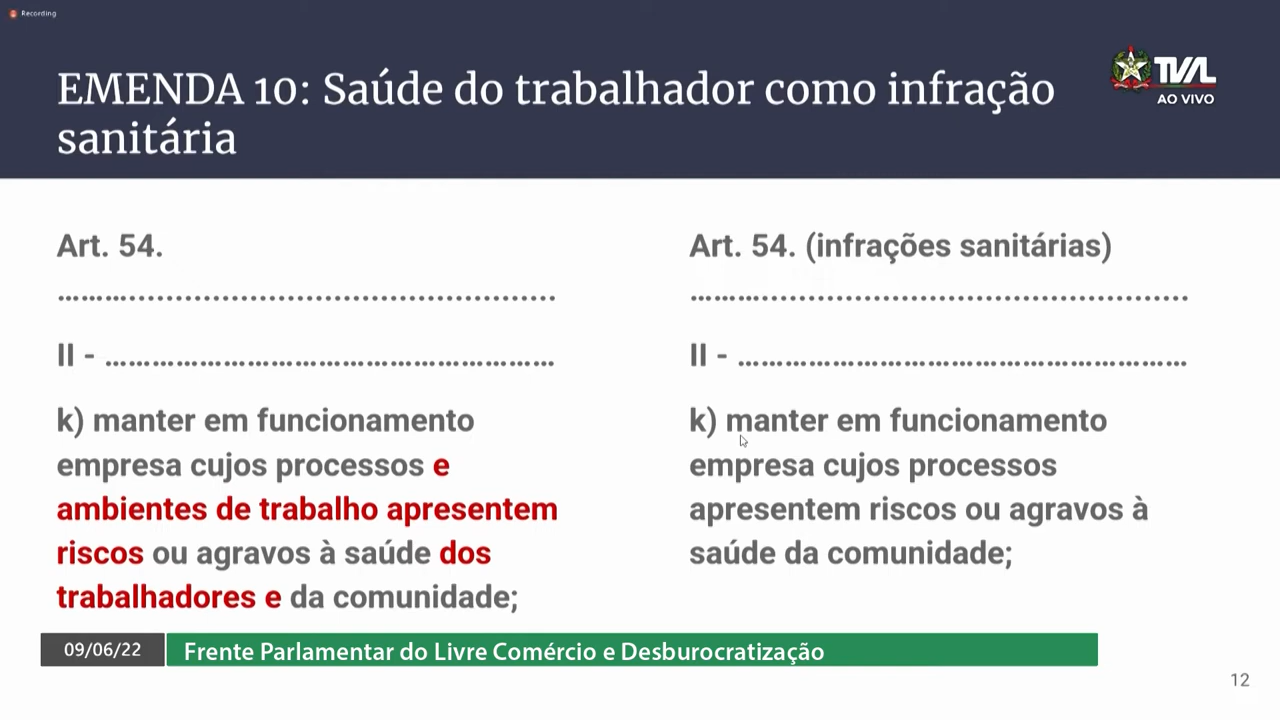 Recording
EMENDA 10: Saúde do trabalhador como infração
sanitária
TVAL
AO VIVO
Art. 54.
………...............................................
II - ………………………………………………
k) manter em funcionamento
empresa cujos processos e
ambientes de trabalho apresentem
riscos ou agravos à saúde dos
trabalhadores e da comunidade;
Art. 54. (infrações sanitárias)
………...............................................
II - ………………………………………………
k) manter em funcionamento
empresa cujos processos
apresentem riscos ou agravos à
saúde da comunidade;
09/06/22
Frente Parlamentar do Livre Comércio e Desburocratização
12